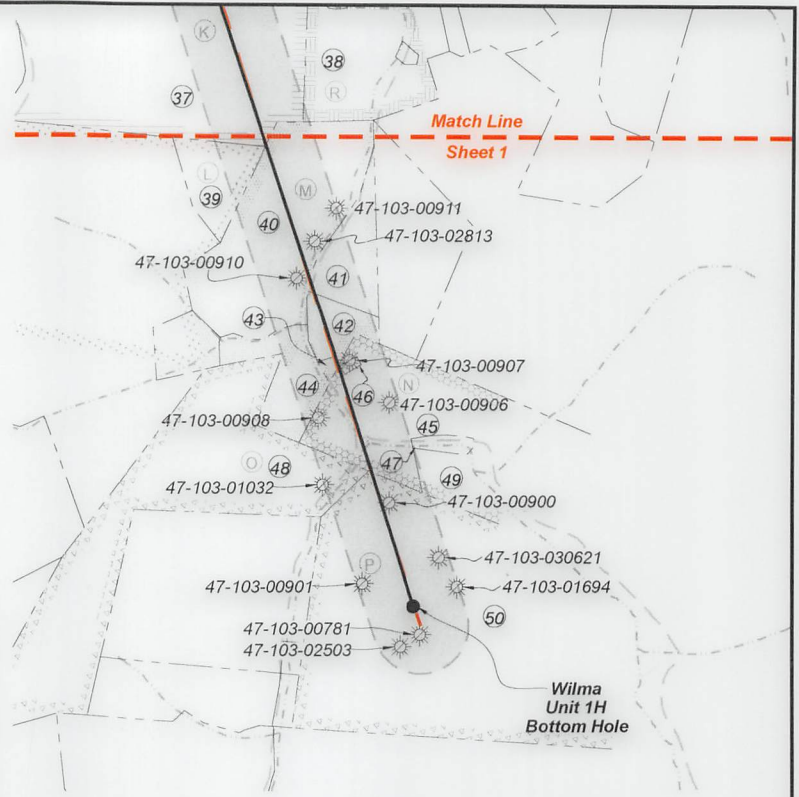 K
38
R
37
Match Line
Sheet 1
L
39
M
47-103-00911
40
47-103-02813
47-103-00910
41
43
42
47-103-00907
44
46
N
47-103-00906
47-103-00908
45
O
48
47
49
47-103-01032
47-103-00900
P
47-103-030621
47-103-00901
47-103-01694
50
47-103-00781
47-103-02503
Wilma
Unit 1H
Bottom Hole